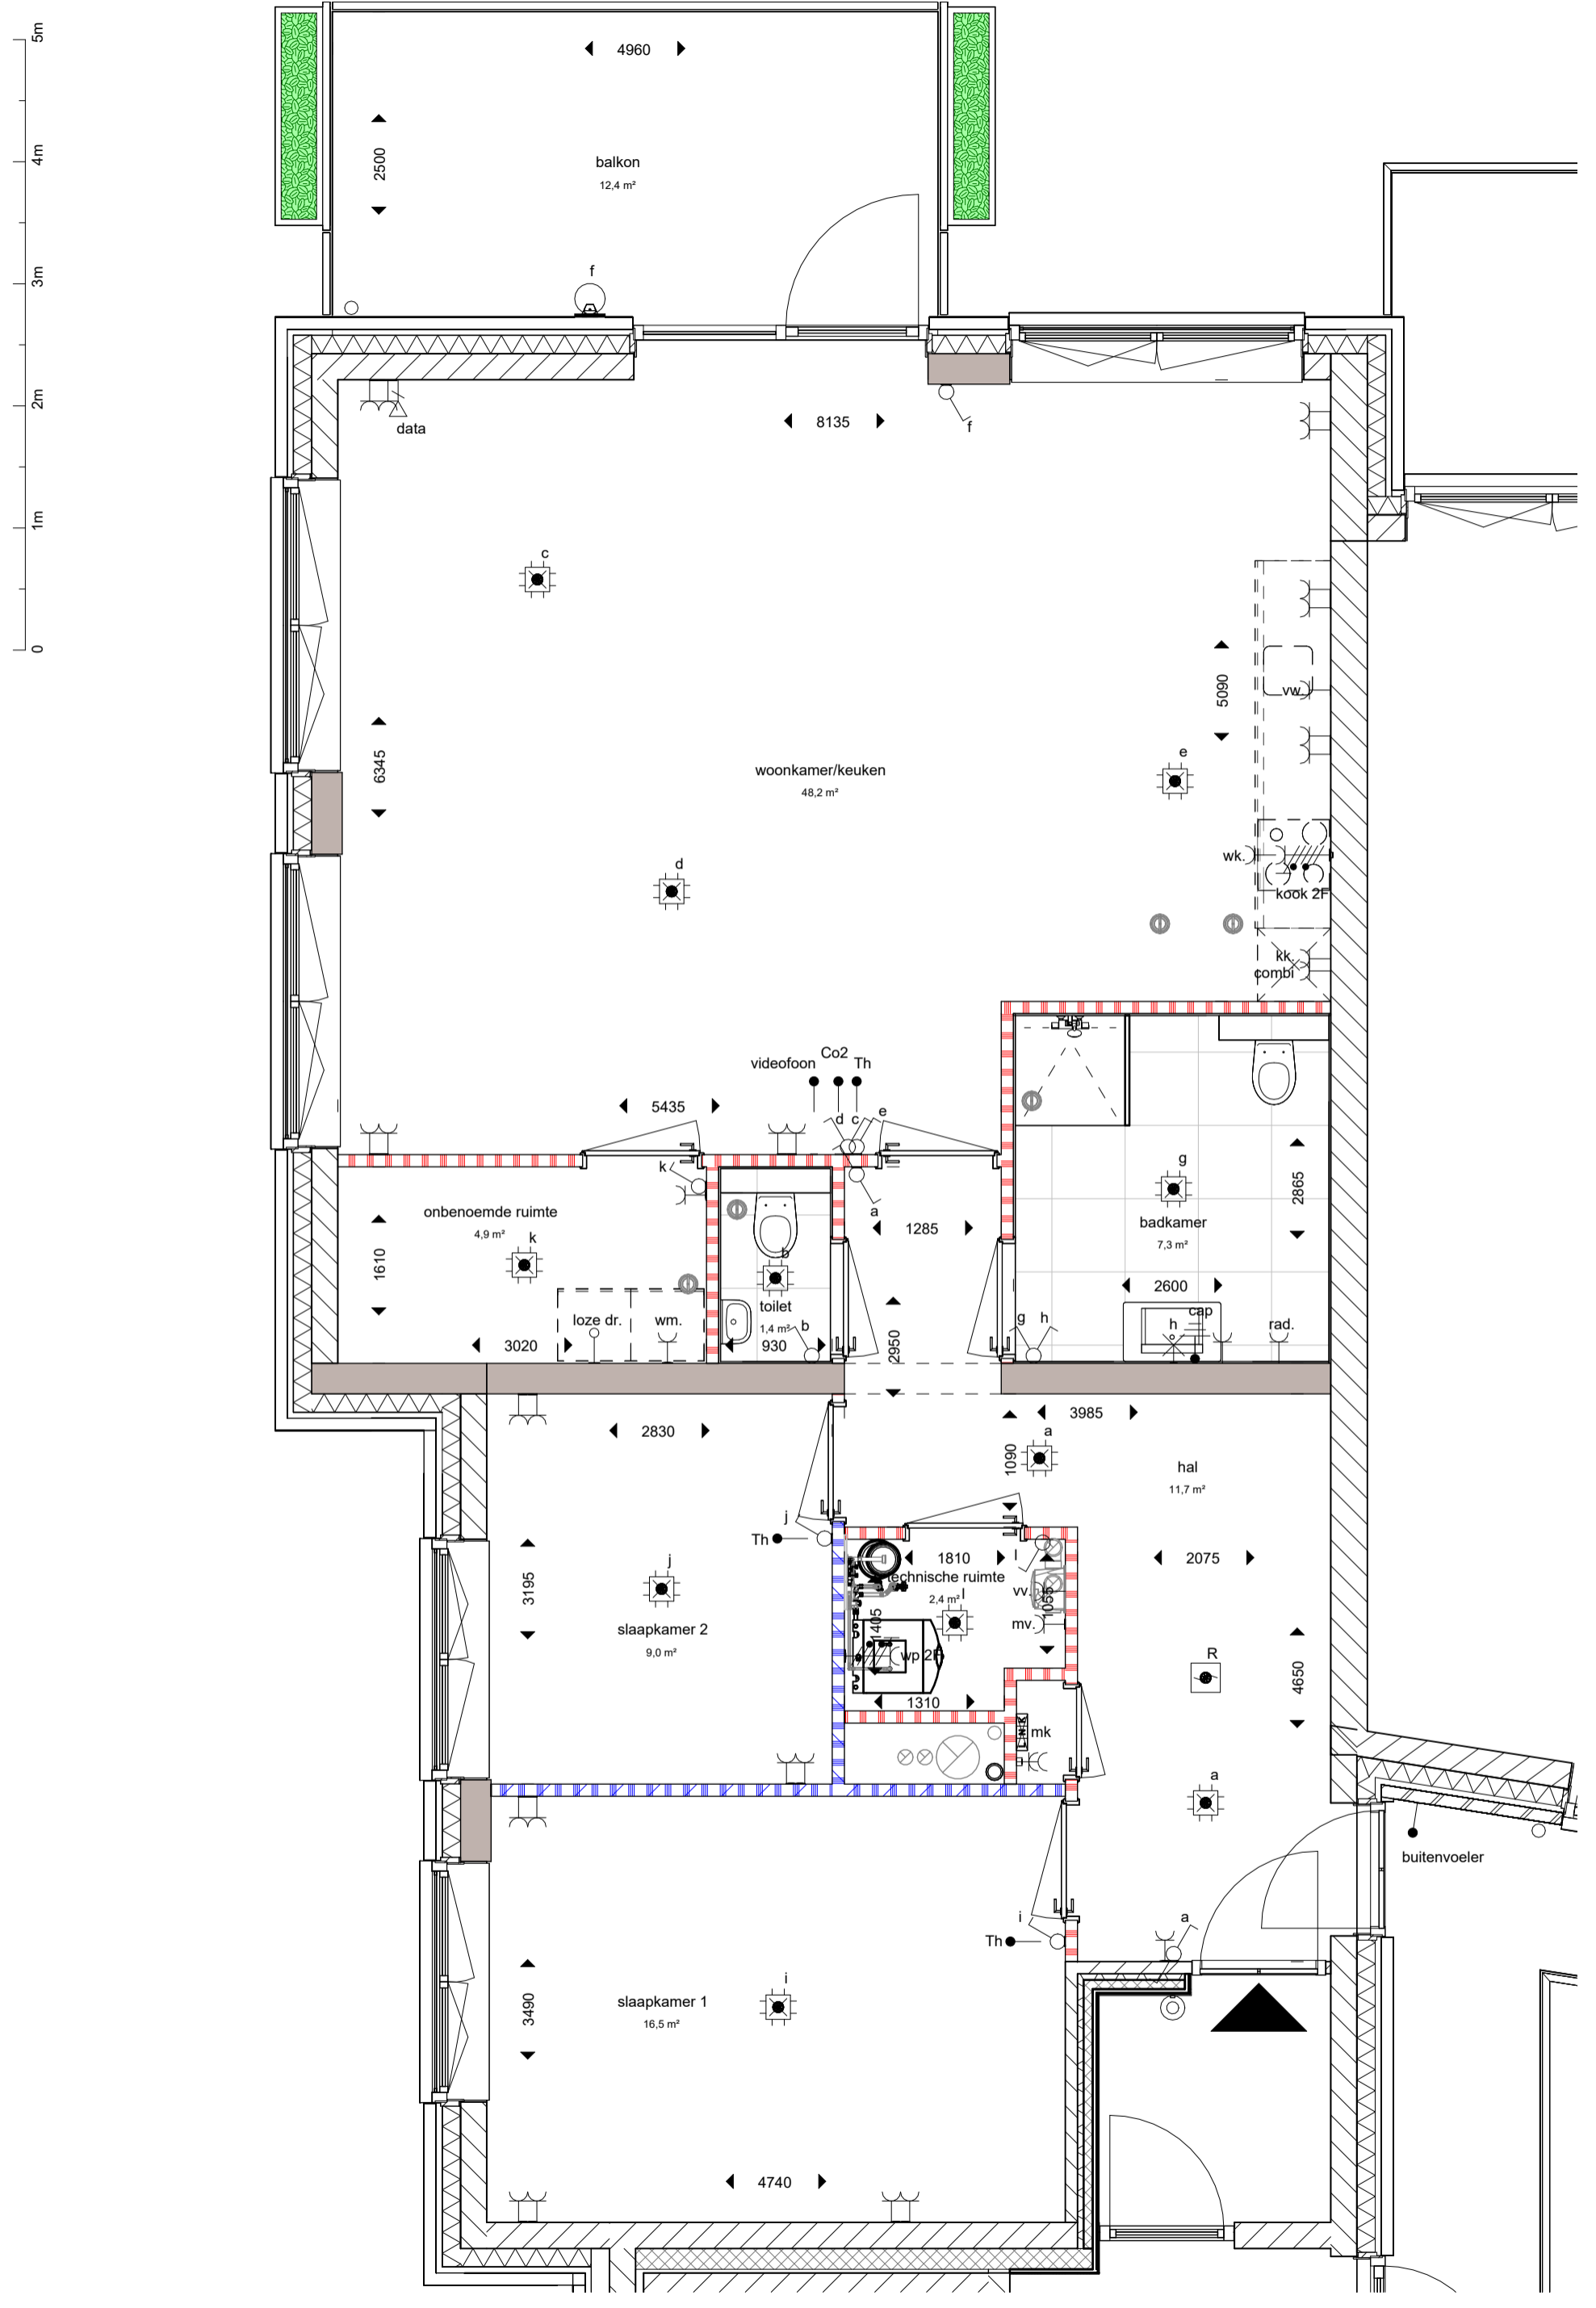 5m
4960
4m
2500
balkon
12,4 m²
3m
f
2m
data
8135
f
1m
c
0
5090
vw.
6345
woonkamer/keuken
48,2 m²
e
d
wk.
kook 2F
kk.
combi
videofoon
Co2
Th
5435
d
c
e
k
a
g
onbenoemde ruimte
4,9 m²
k
1610
1285
badkamer
7,3 m²
2865
b
2600
loze dr.
wm.
toilet
1,4 m²
b
g
h
h
cap
rad.
3020
930
2950
2830
3985
a
1090
hal
11,7 m²
j
Th
1810
2075
j
technische ruimte
2,4 m²
l
l
vv.
1055
3195
1405
mv.
slaapkamer 2
9,0 m²
wp 2F
R
4650
1310
mk
a
buitenvoeler
i
Th
a
i
slaapkamer 1
16,5 m²
3490
4740